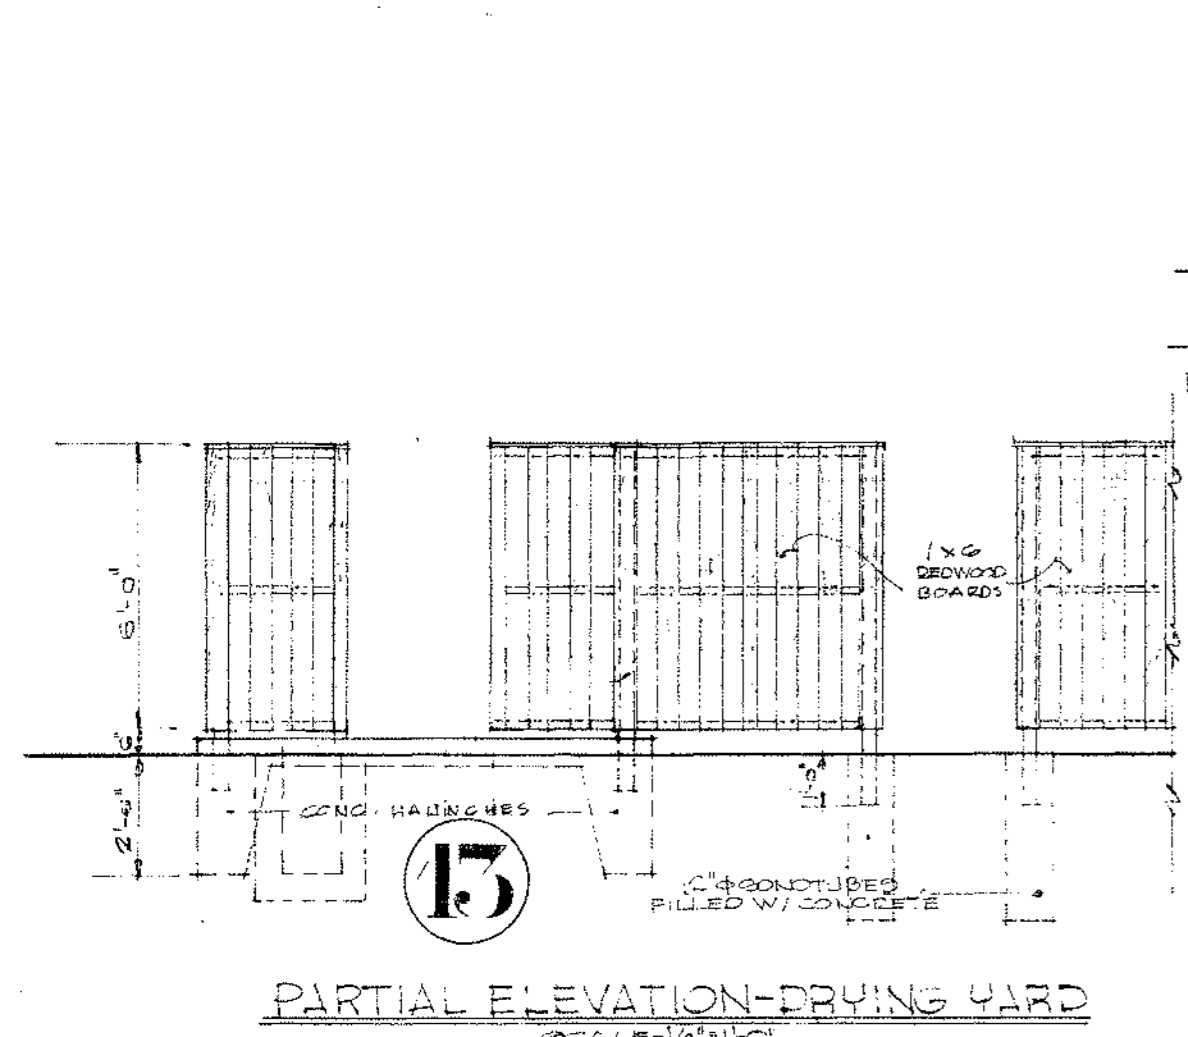 1 x 6
REDWOOD
BOARDS
6'-0"
6"
2'-6"
CONC. HAUNCHES
13
SONOTUBES
FILLED W/ CONCRETE
PARTIAL ELEVATION-DRYING YARD